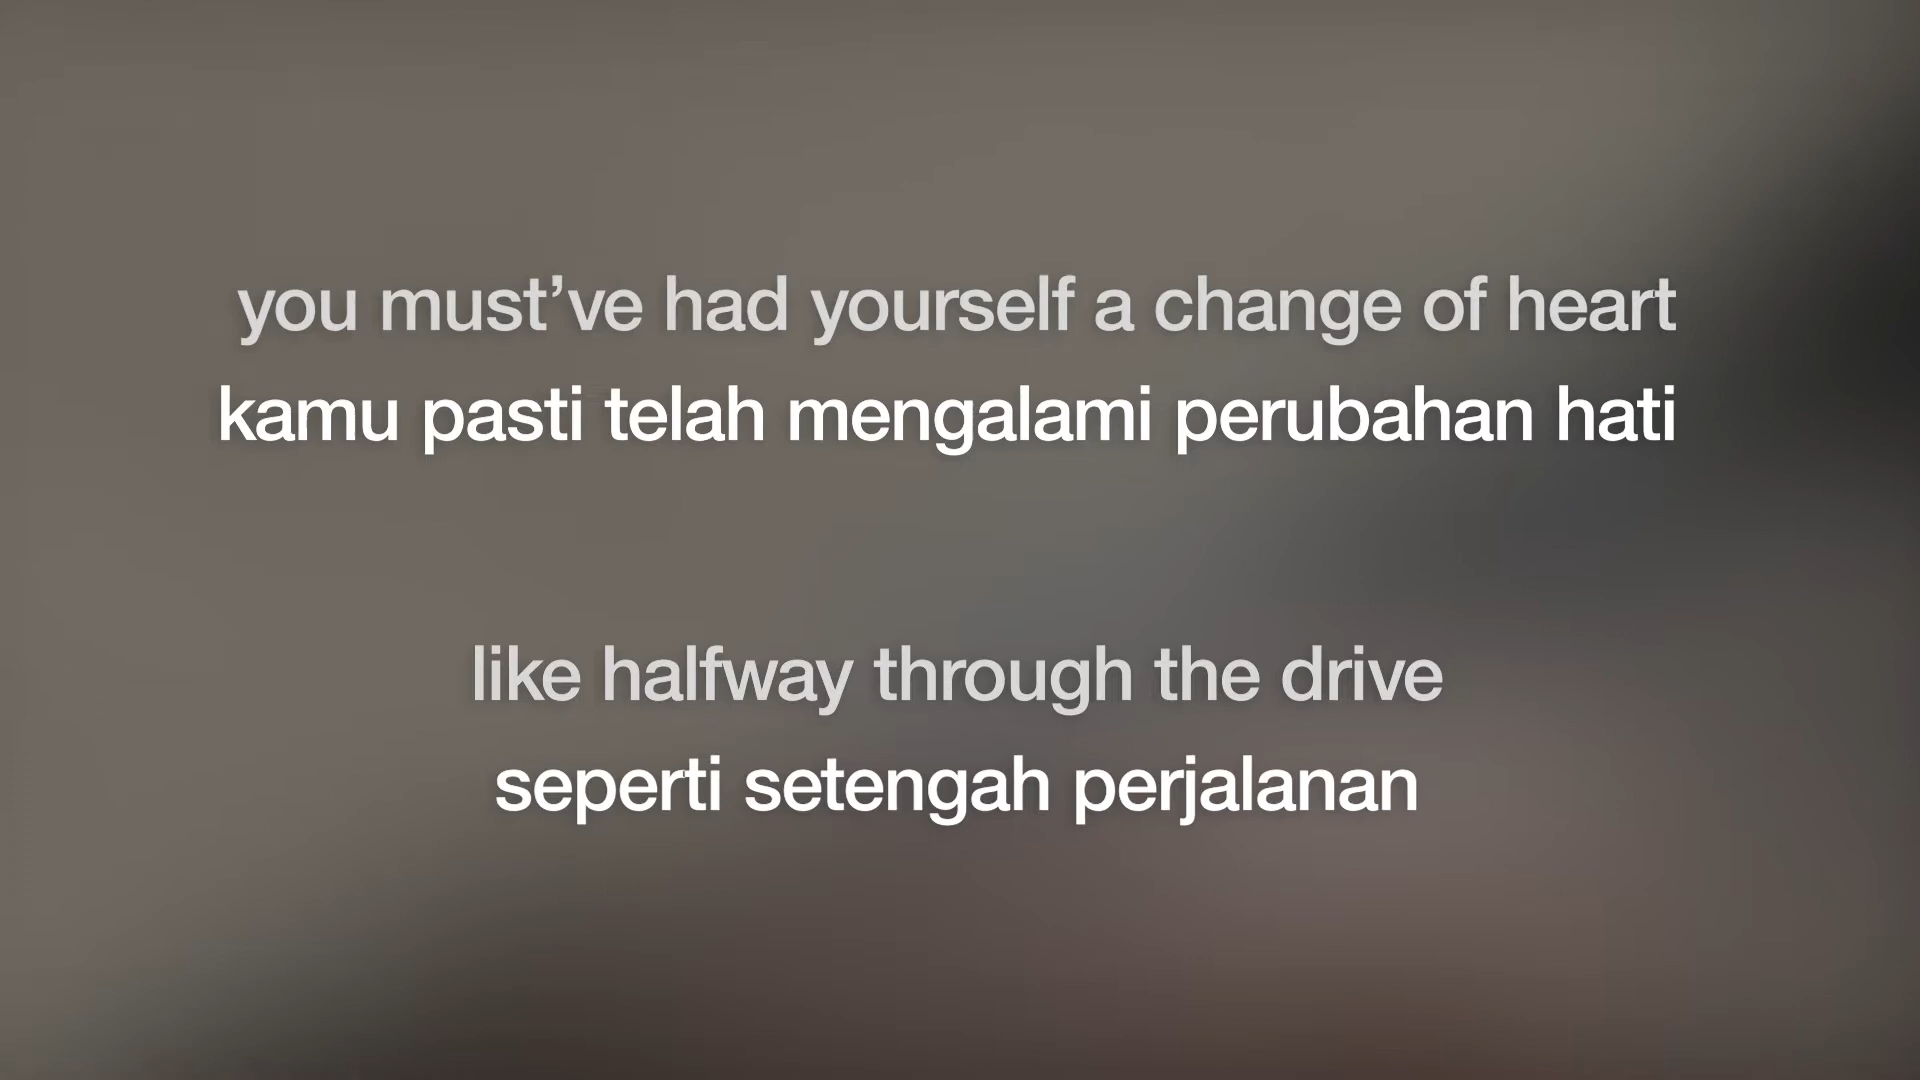 you must’ve had yourself a change of heart
kamu pasti telah mengalami perubahan hati
like halfway through the drive
seperti setengah perjalanan